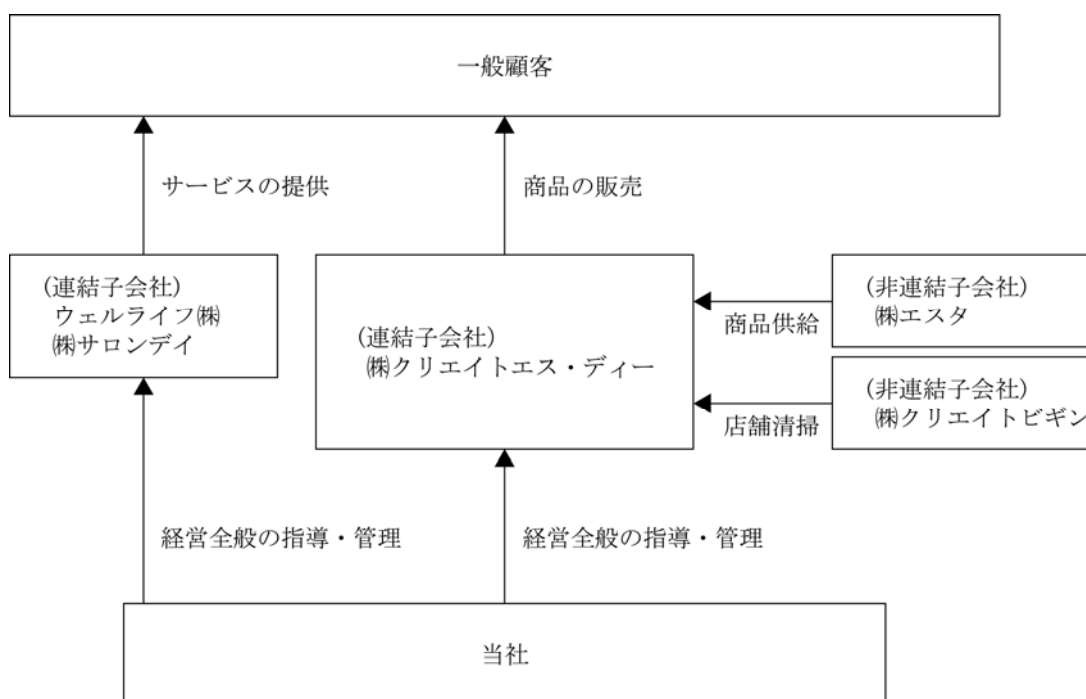 一般顧客
サービスの提供
商品の販売
(連結子会社)
ウェルライフ㈱
㈱サロンデイ
(連結子会社)
㈱クリエイトエス・ディー
商品供給
(非連結子会社)
㈱エスタ
店舗清掃
(非連結子会社)
㈱クリエイトビギン
経営全般の指導・管理
経営全般の指導・管理
当社